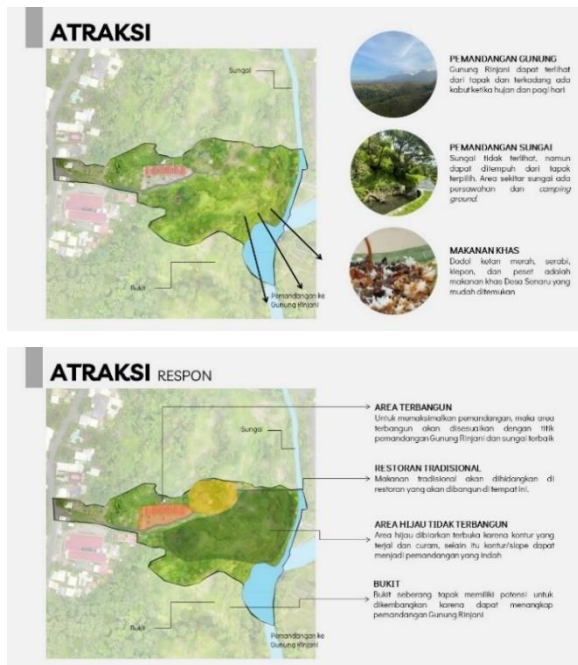 ATRAKSI
Sungai
Bukit
Pemandangan ke
Gunung Rinjani
PEMANDANGAN GUNUNG
Gunung Rinjani dapat terlihat
dari tapak dan terkadang ada
kabut ketika hujan dan pagi hari
PEMANDANGAN SUNGAI
Sungai tidak terlihat, namun
dapat ditempuh dari tapak
terpilih. Area sekitar sungai ada
persawahan dan camping
ground.
MAKANAN KHAS
Dodol ketan merah, serabi,
klepon, dan peset adalah
makanan khas Desa Senaru yang
mudah ditemukan
ATRAKSI RESPON
Sungai
Bukit
Pemandangan ke
Gunung Rinjani
AREA TERBANGUN
Untuk memaksimalkan pemandangan, maka area
terbangun akan disesuaikan dengan titik
pemandangan Gunung Rinjani dan sungai terbaik
RESTORAN TRADISIONAL
Makanan tradisional akan dihidangkan di
restoran yang akan dibangun di tempat ini.
AREA HIJAU TIDAK TERBANGUN
Area hijau dibiarkan terbuka karena kontur yang
terjal dan curam, selain itu kontur/slope dapat
menjadi pemandangan yang indah
BUKIT
Bukit seberang tapak memiliki potensi untuk
dikembangkan karena dapat menangkap
pemandangan Gunung Rinjani